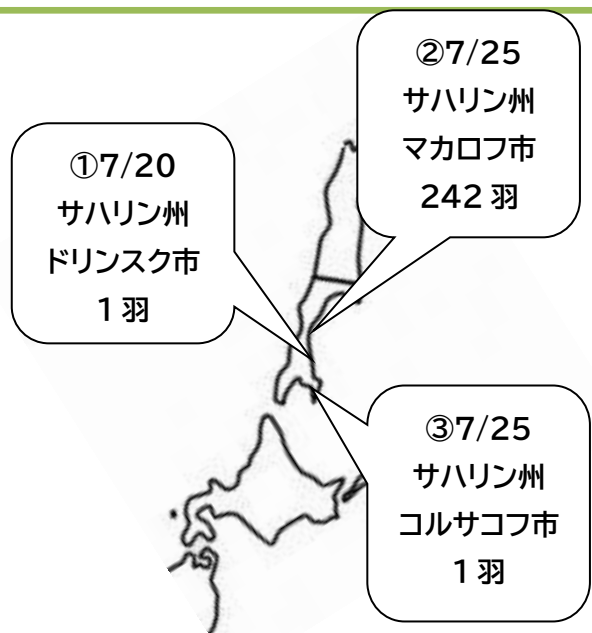 ①7/20
サハリン州
ドリンスク市
1羽
②7/25
サハリン州
マカロフ市
242羽
③7/25
サハリン州
コルサコフ市
1羽